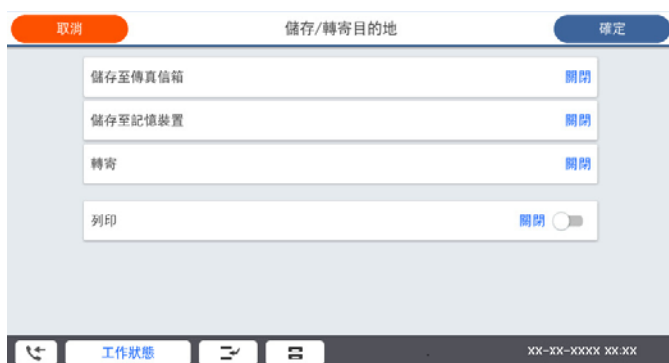 取消 儲存/轉寄目的地 確定
儲存至傳真信箱 關閉
儲存至記憶裝置 關閉
轉寄 關閉
列印 關閉
工作狀態 xx-xx-xxxx xx:xx